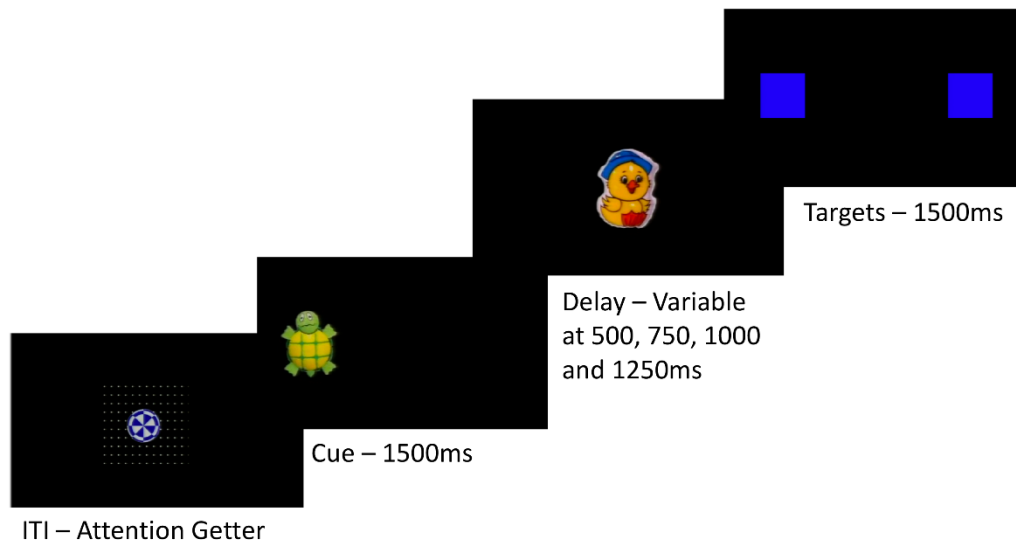 Targets – 1500ms
Delay – Variable
at 500, 750, 1000
and 1250ms
Cue – 1500ms
ITI – Attention Getter